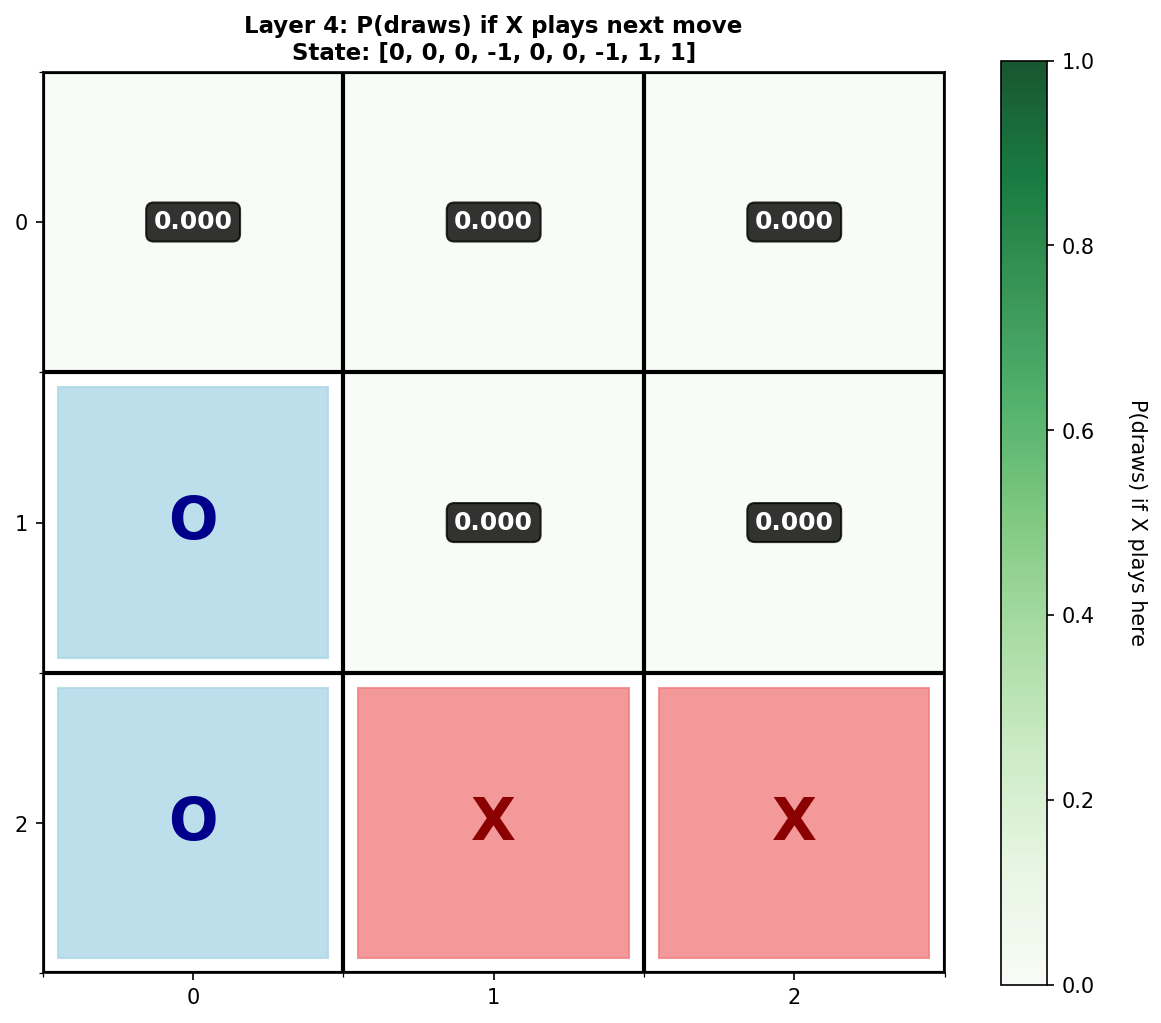 Layer 4: P(draws) if X plays next move
State: [0, 0, 0, -1, 0, 0, -1, 1, 1]
0
0.000
0.000
0.000
1
O
0.000
0.000
2
O
X
X
0
1
2
1.0
0.8
0.6
0.4
0.2
0.0
P(draws) if X plays here